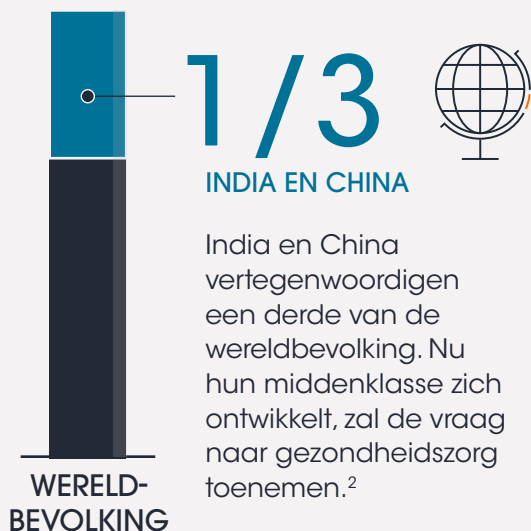 1/3
INDIA EN CHINA
India en China
vertegenwoordigen
een derde van de
wereldbevolking. Nu
hun middenklasse zich
ontwikkelt, zal de vraag
naar gezondheidszorg
toenemen.²
WERELD-
BEVOLKING